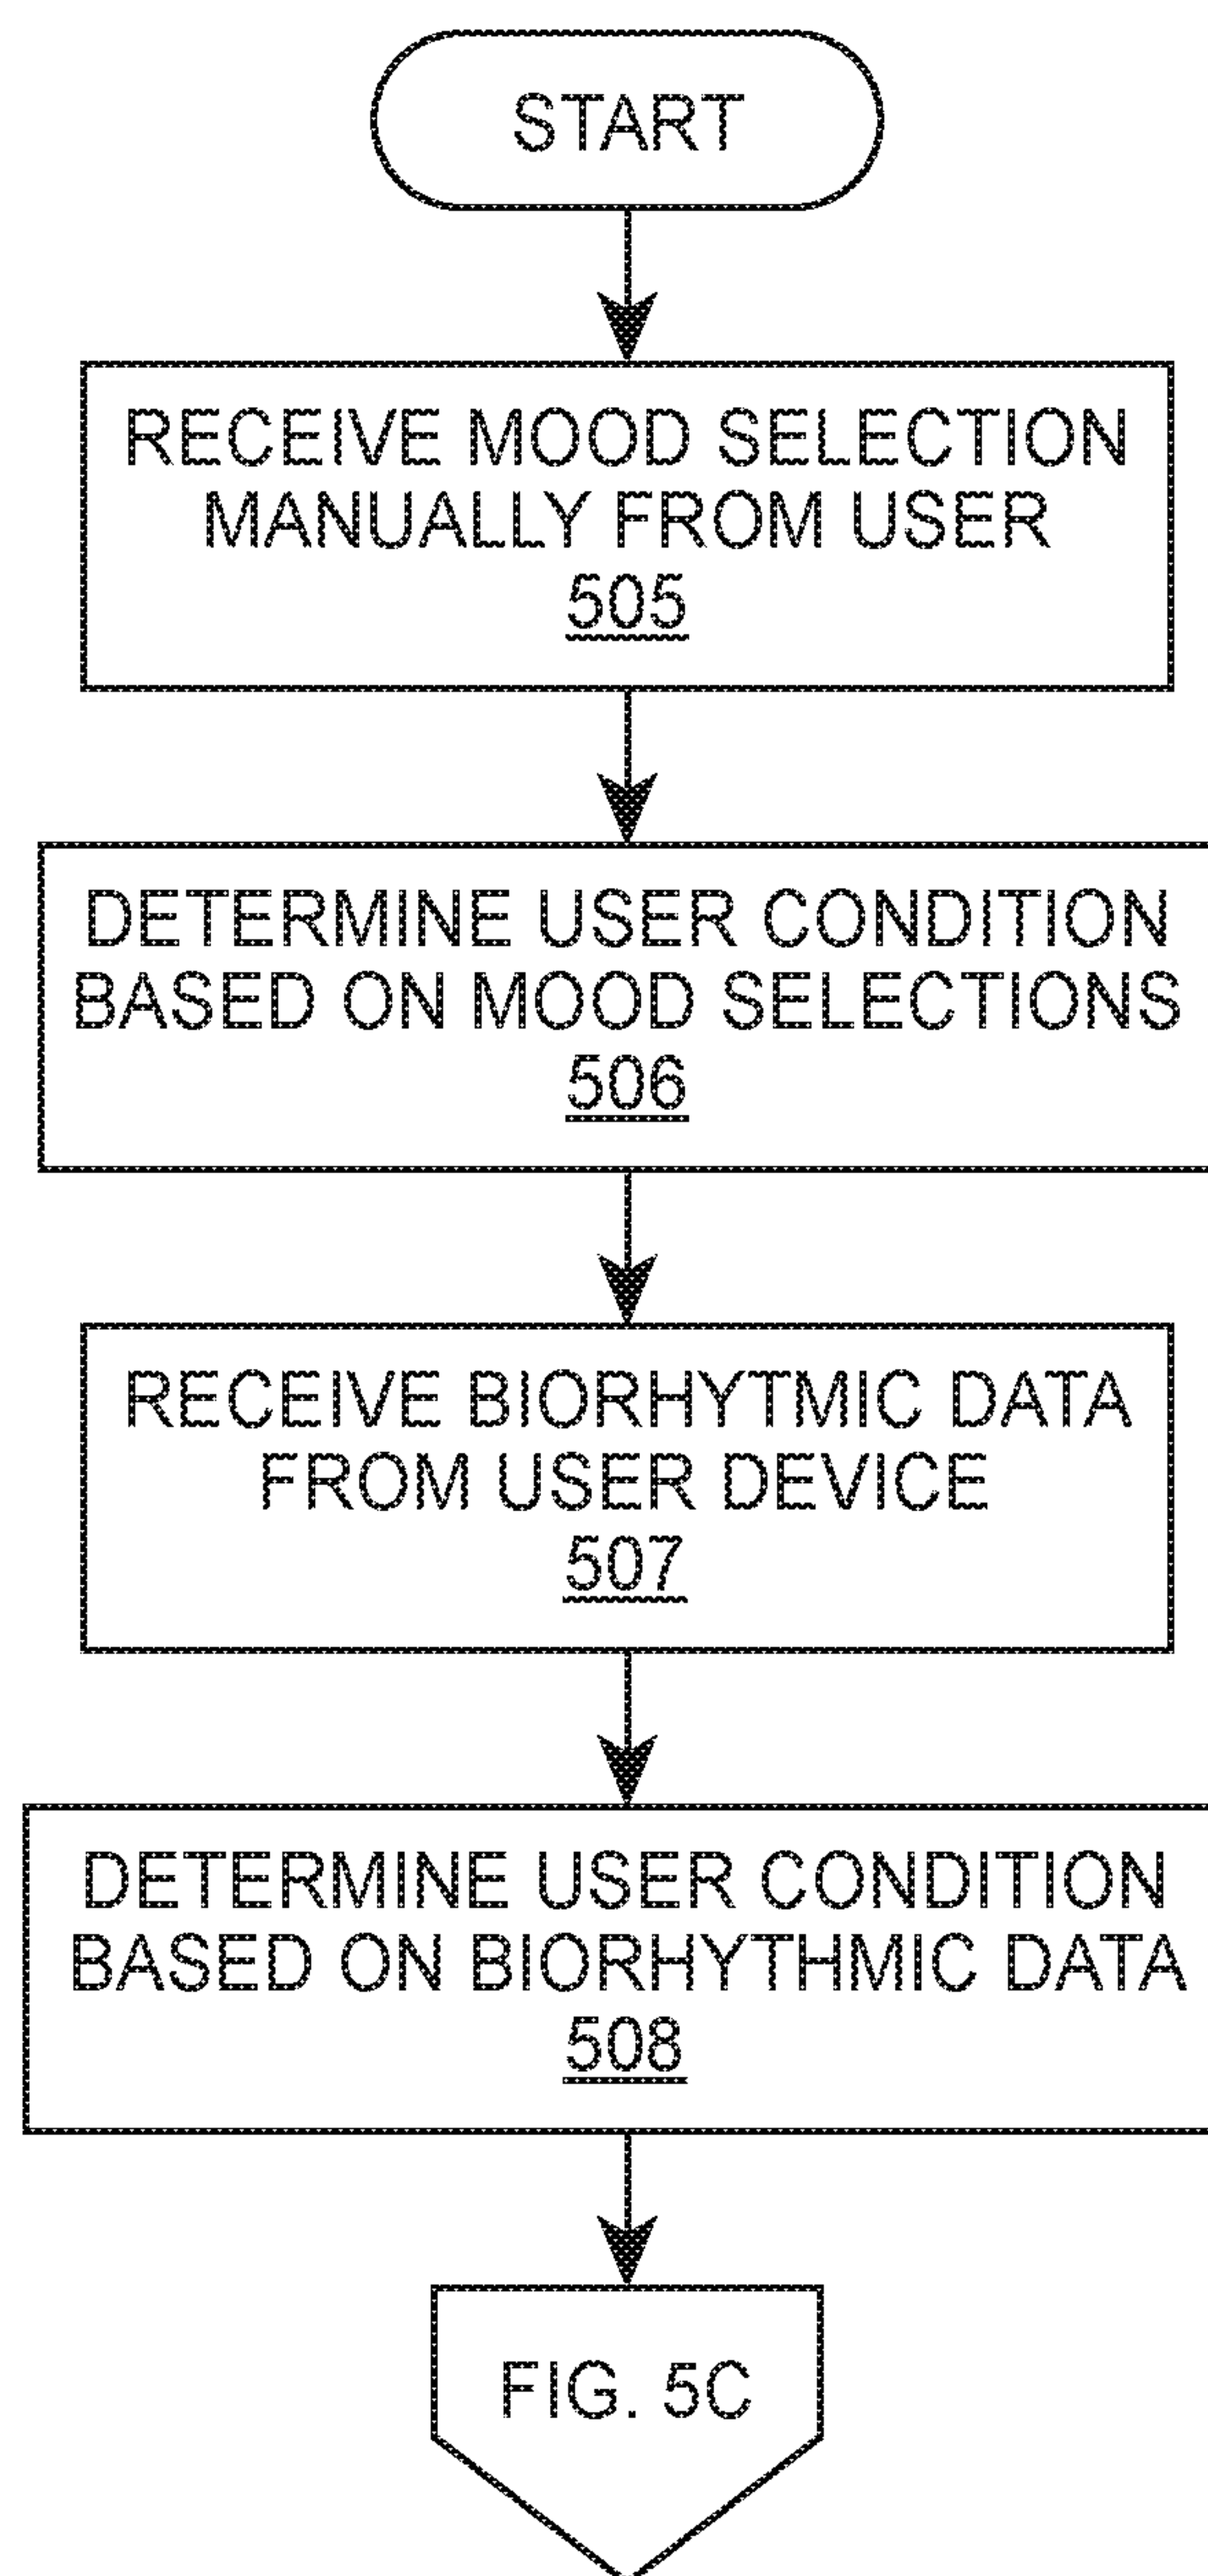 START
RECEIVE MOOD SELECTION
MANUALLY FROM USER
505
DETERMINE USER CONDITION
BASED ON MOOD SELECTIONS
506
RECEIVE BIORHYTMIC DATA
FROM USER DEVICE
507
DETERMINE USER CONDITION
BASED ON BIORHYTHMIC DATA
508
FIG. 5C